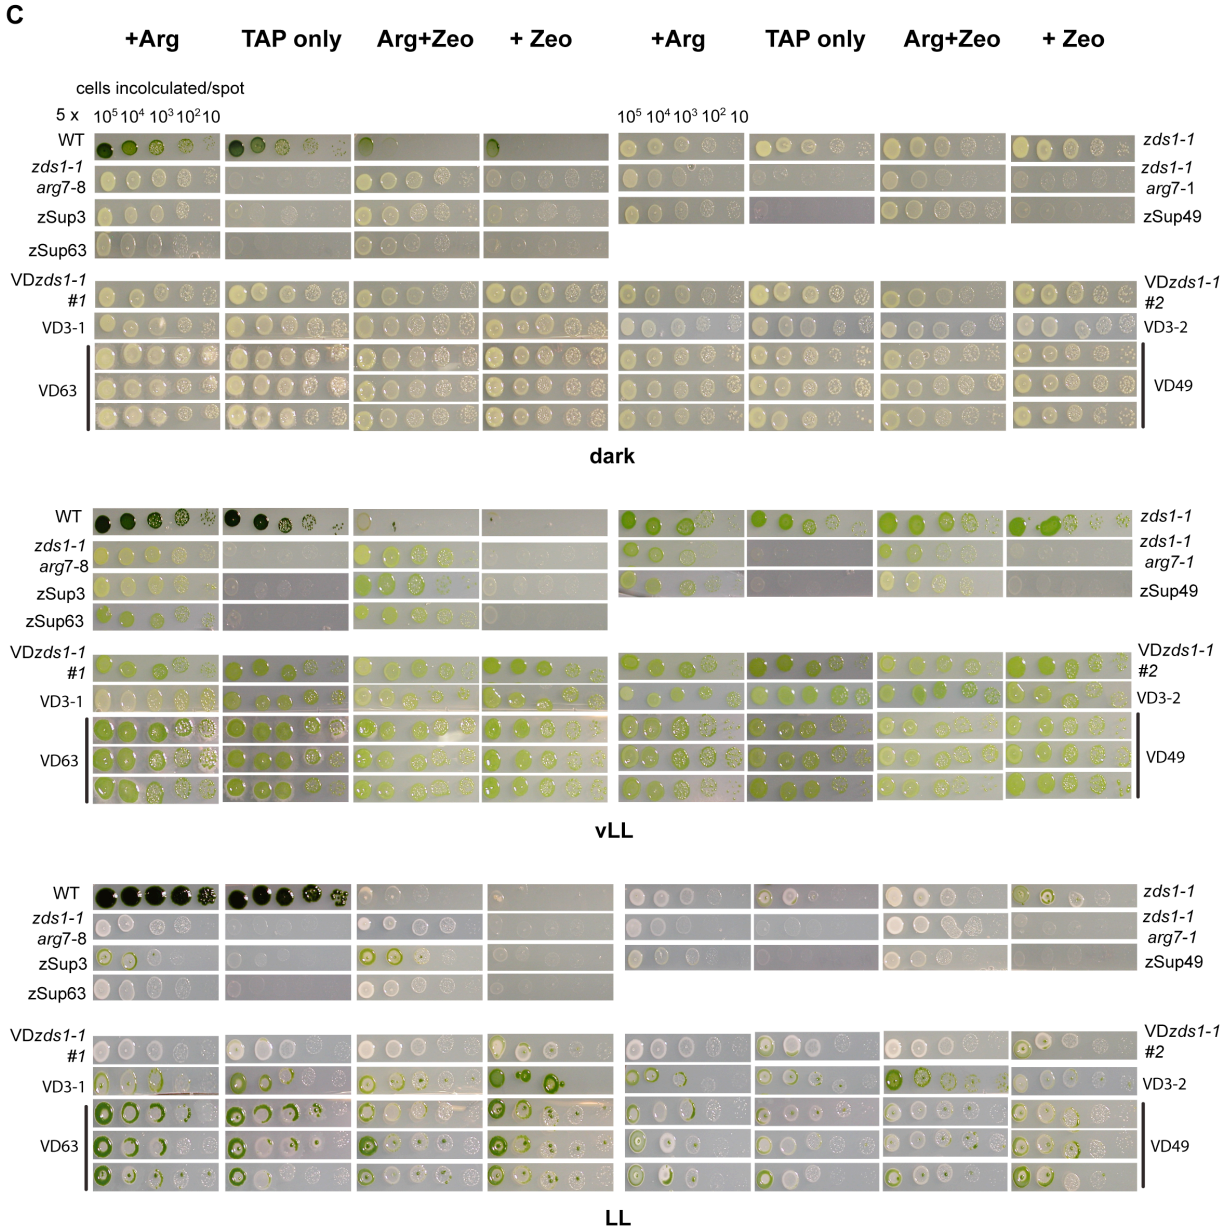 C
+Arg TAP only Arg+Zeo + Zeo +Arg TAP only Arg+Zeo + Zeo
cells incolculated/spot
5 x 10⁵ 10⁴ 10³ 10² 10 10⁵ 10⁴ 10³ 10² 10
WT zds1-1
zds1-1 zds1-1
arg7-8 arg7-1
zSup3 zSup49
zSup63
VDzds1-1 VDzds1-1
#1 #2
VD3-1 VD3-2
VD63 VD49
dark
WT zds1-1
zds1-1 zds1-1
arg7-8 arg7-1
zSup3 zSup49
zSup63
VDzds1-1 VDzds1-1
#1 #2
VD3-1 VD3-2
VD63 VD49
vLL
WT zds1-1
zds1-1 zds1-1
arg7-8 arg7-1
zSup3 zSup49
zSup63
VDzds1-1 VDzds1-1
#1 #2
VD3-1 VD3-2
VD63 VD49
LL